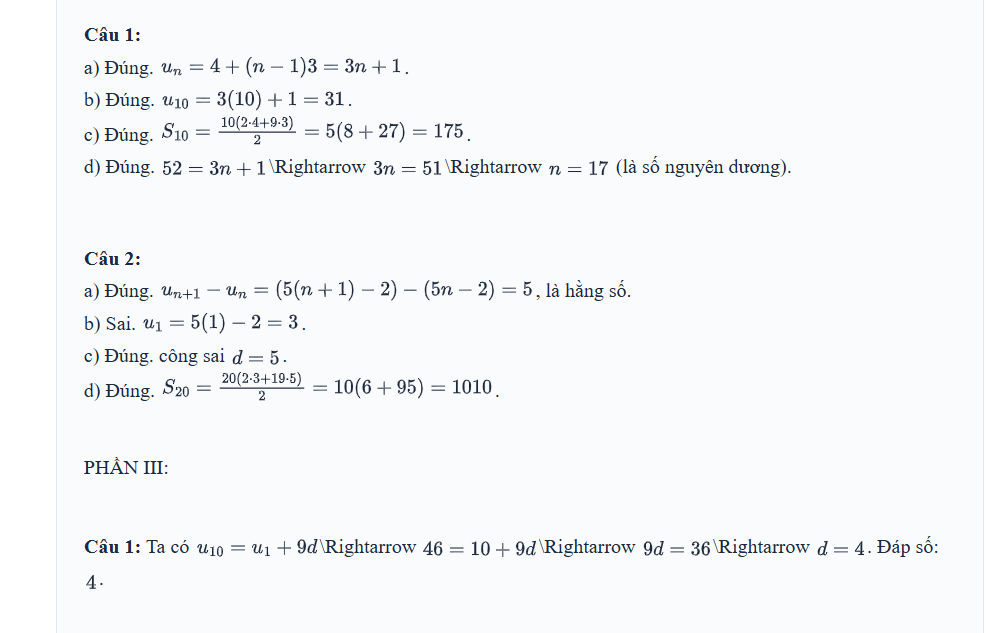 Câu 1:
a) Đúng. uₙ = 4 + (n − 1)3 = 3n + 1.
b) Đúng. u₁₀ = 3(10) + 1 = 31.
c) Đúng. S₁₀ = 10(2·4+9·3)/2 = 5(8 + 27) = 175.
d) Đúng. 52 = 3n + 1\Rightarrow 3n = 51\Rightarrow n = 17 (là số nguyên dương).
Câu 2:
a) Đúng. uₙ₊₁ − uₙ = (5(n + 1) − 2) − (5n − 2) = 5, là hằng số.
b) Sai. u₁ = 5(1) − 2 = 3.
c) Đúng. công sai d = 5.
d) Đúng. S₂₀ = 20(2·3+19·5)/2 = 10(6 + 95) = 1010.
PHẦN III:
Câu 1: Ta có u₁₀ = u₁ + 9d\Rightarrow 46 = 10 + 9d\Rightarrow 9d = 36\Rightarrow d = 4. Đáp số:
4.